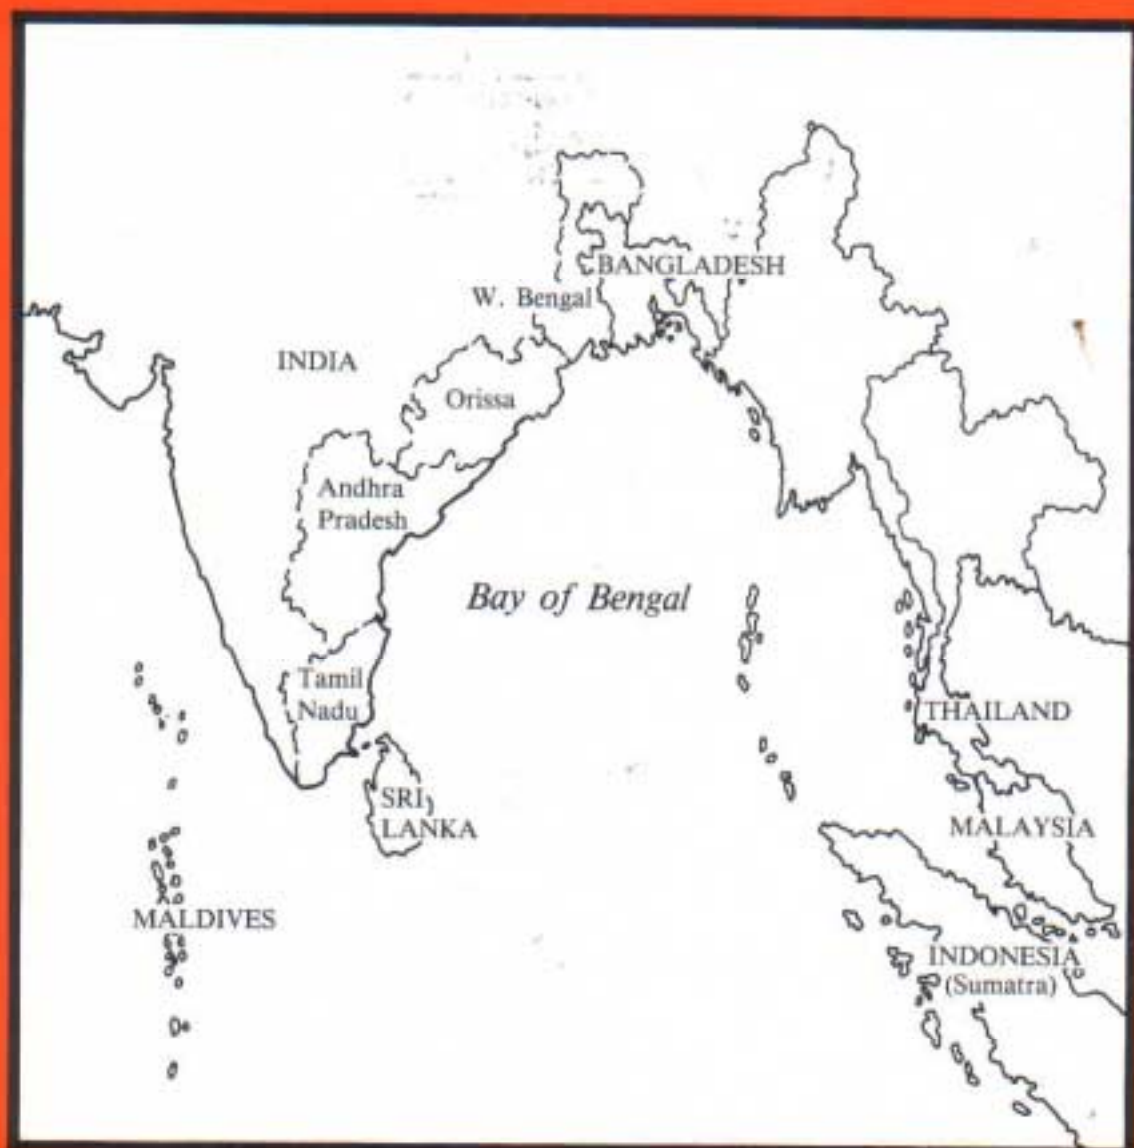 BANGLADESH
W. Bengal
INDIA
Orissa
Andhra
Pradesh
Bay of Bengal
Tamil
Nadu
THAILAND
SRI
LANKA
MALAYSIA
MALDIVES
INDONESIA
(Sumatra)